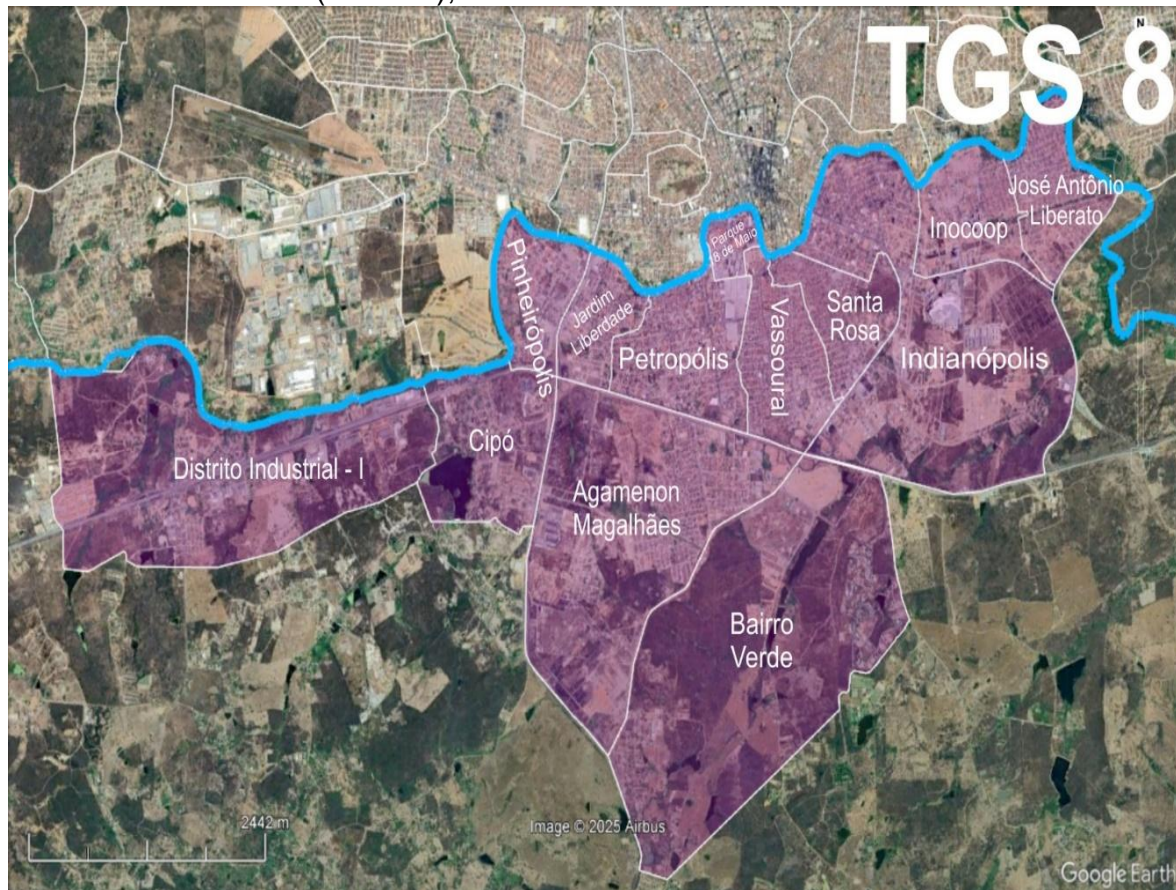 N
TGS 8
José Antônio
Liberato
Inocoop
Parque
18 de Maio
Pinheirópolis
Jardim
Liberdade
Santa
Rosa
Vassoural
Petropólis
Indianópolis
Cipó
Distrito Industrial - I
Agamenon
Magalhães
Bairro
Verde
2442 m
Image © 2025 Airbus
Google Earth